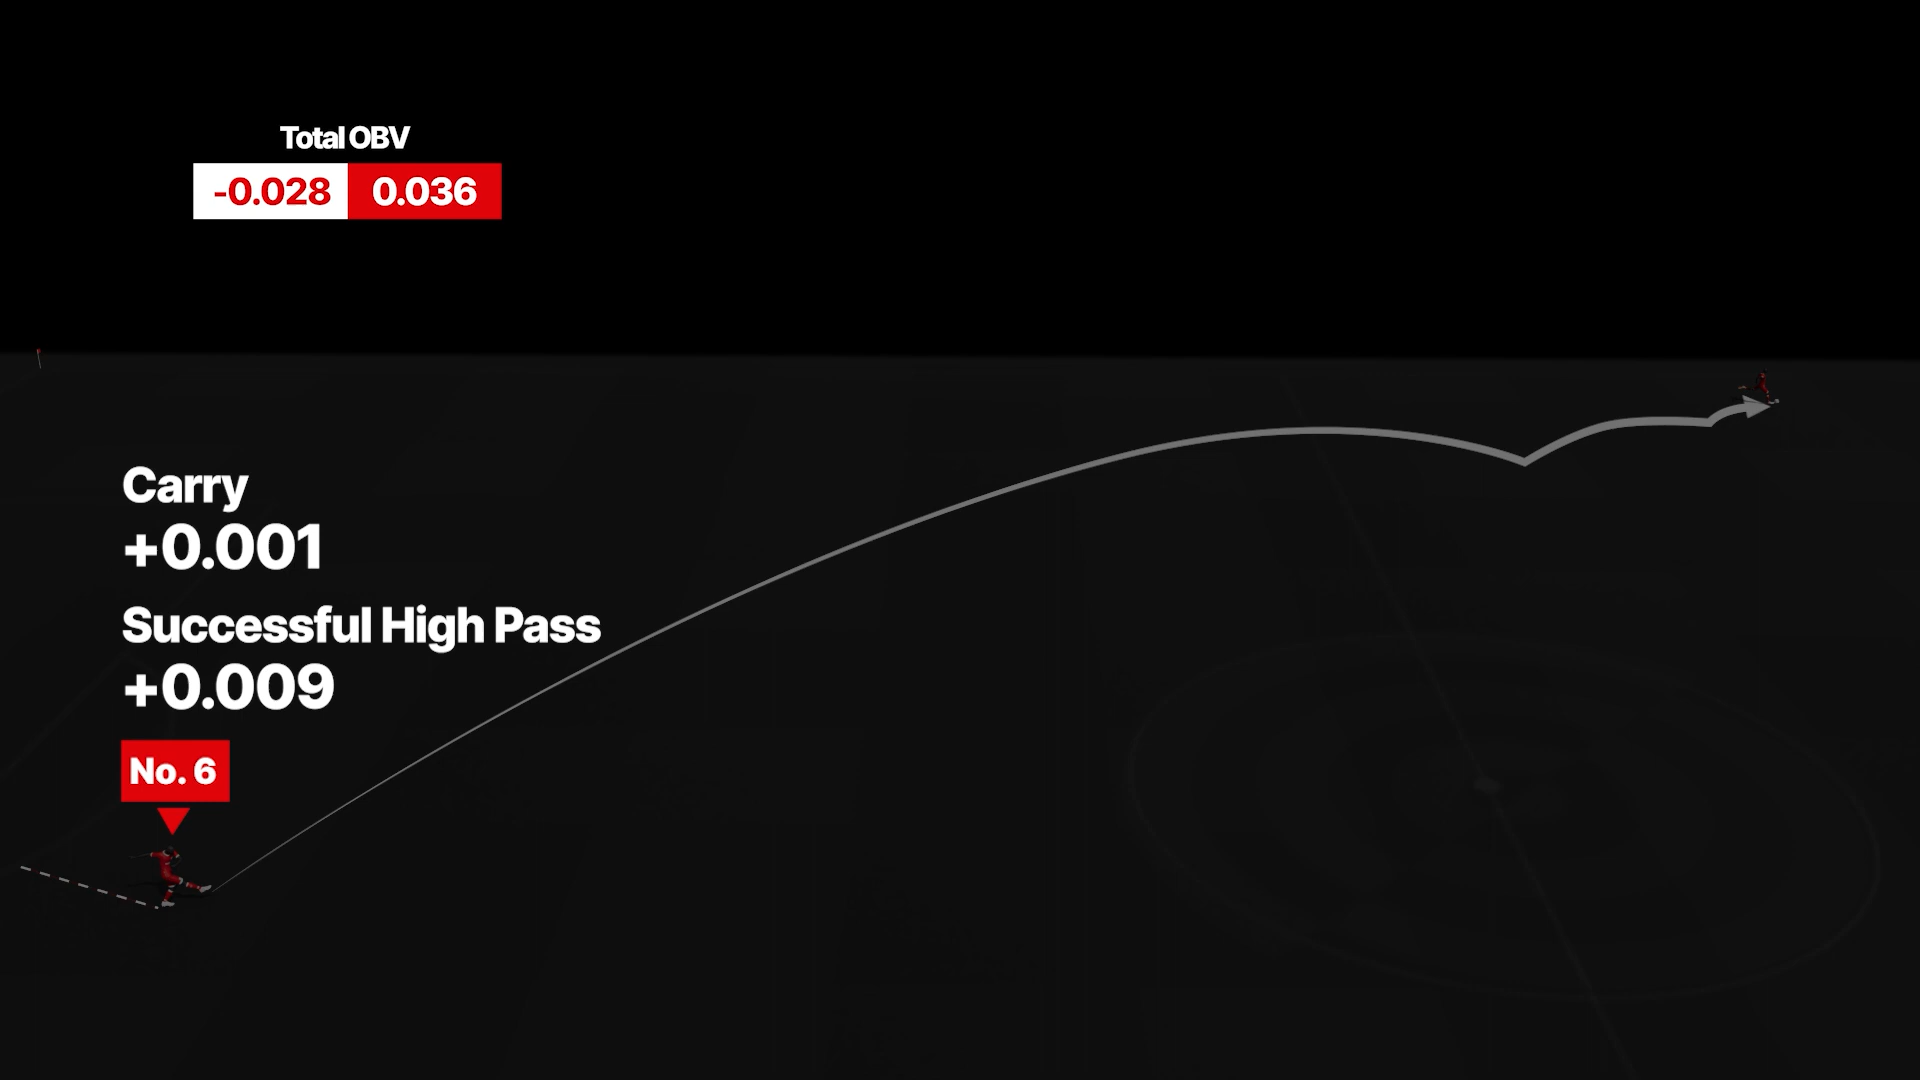 Total OBV
-0.028 0.036
Carry
+0.001
Successful High Pass
+0.009
No. 6